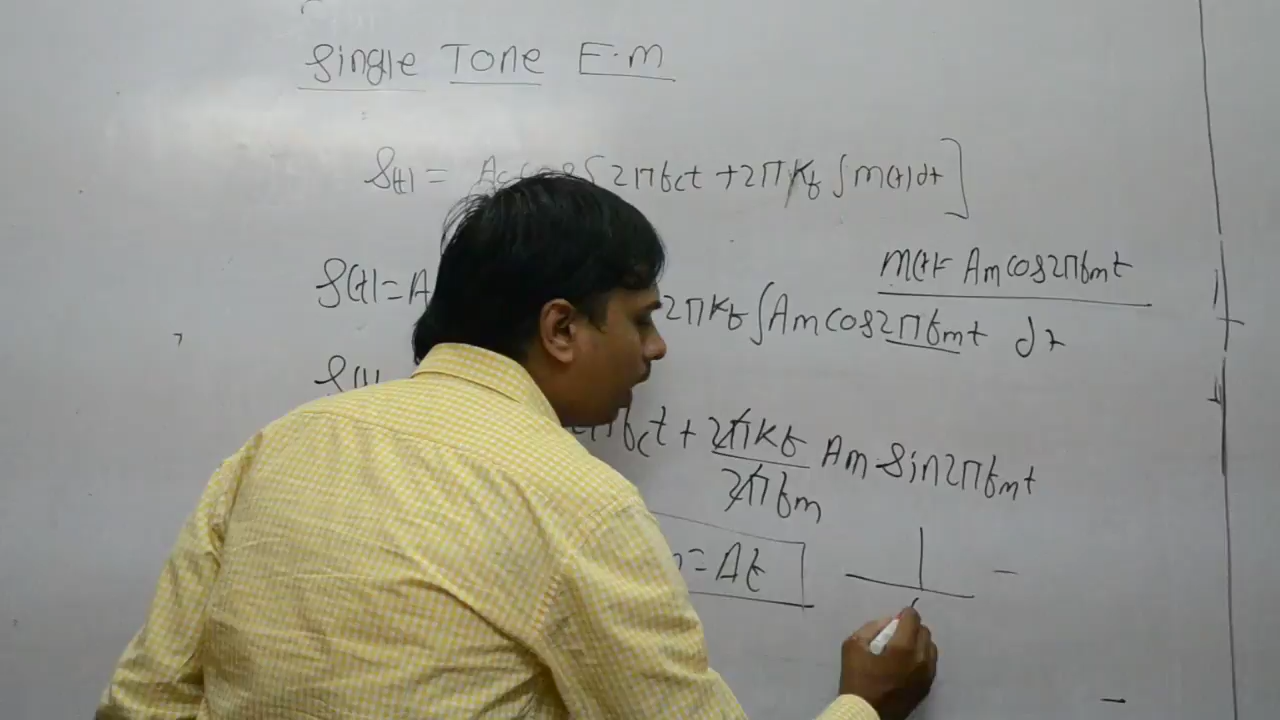 Single Tone F.m
S(t) = Ac cos[2πfct + 2πKf ∫m(t)dt]
m(t) = Am cos2πfmt
S(t) = A 2πKf ∫Am cos2πfmt dt
S(t) fct + 2πKf/2πfm Am Sin2πfmt
= Δf